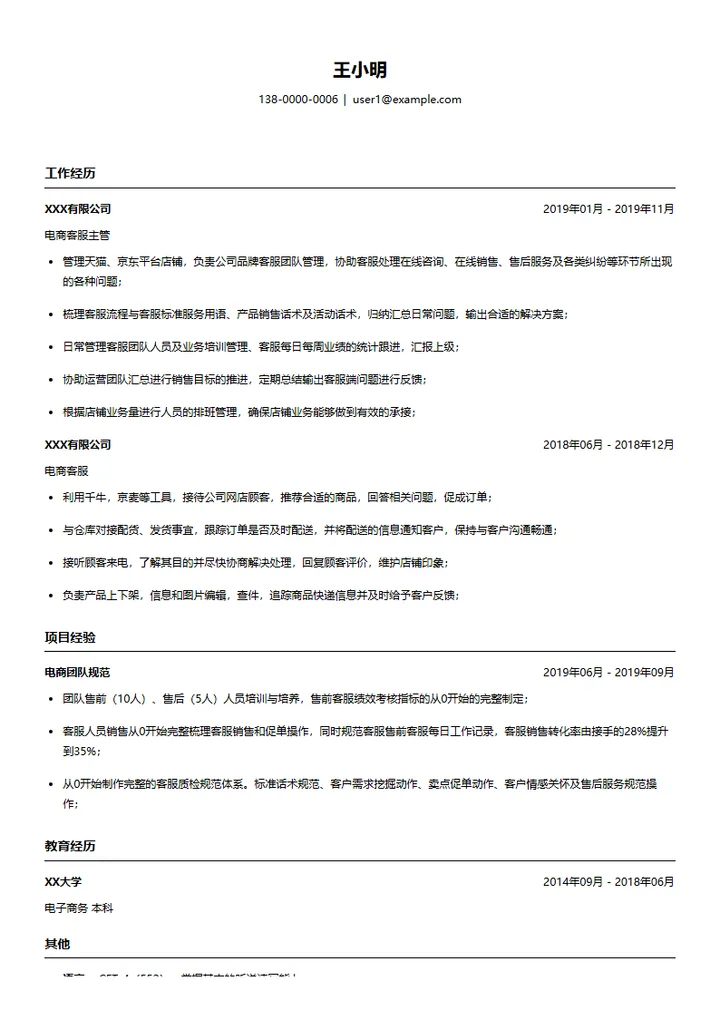 王小明
138-0000-0006 | user1@example.com
工作经历
XXX有限公司 2019年01月 - 2019年11月
电商客服主管
• 管理天猫、京东平台店铺，负责公司品牌客服团队管理，协助客服处理在线咨询、在线销售、售后服务及各类纠纷等环节所出现
的各种问题；
• 梳理客服流程与客服标准服务用语、产品销售话术及活动话术，归纳汇总日常问题，输出合适的解决方案；
• 日常管理客服团队人员及业务培训管理、客服每日每周业绩的统计跟进，汇报上级；
• 协助运营团队汇总进行销售目标的推进，定期总结输出客服端问题进行反馈；
• 根据店铺业务量进行人员的排班管理，确保店铺业务能够做到有效的承接；
XXX有限公司 2018年06月 - 2018年12月
电商客服
• 利用千牛，京麦等工具，接待公司网店顾客，推荐合适的商品，回答相关问题，促成订单；
• 与仓库对接配货、发货事宜，跟踪订单是否及时配送，并将配送的信息通知客户，保持与客户沟通畅通；
• 接听顾客来电，了解其目的并尽快协商解决处理，回复顾客评价，维护店铺印象；
• 负责产品上下架，信息和图片编辑，查件，追踪商品快递信息并及时给予客户反馈；
项目经验
电商团队规范 2019年06月 - 2019年09月
• 团队售前（10人）、售后（5人）人员培训与培养，售前客服绩效考核指标的从0开始的完整制定；
• 客服人员销售从0开始完整梳理客服销售和促单操作，同时规范客服售前客服每日工作记录，客服销售转化率由接手的28%提升
到35%；
• 从0开始制作完整的客服质检规范体系。标准话术规范、客户需求挖掘动作、卖点促单动作、客户情感关怀及售后服务规范操
作；
教育经历
XX大学 2014年09月 - 2018年06月
电子商务 本科
其他